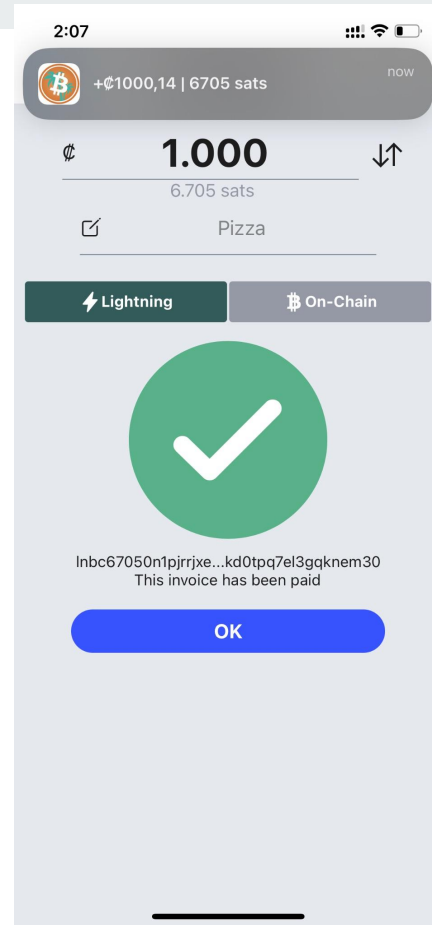 2:07
+₡1000,14 | 6705 sats
now
₡ 1.000
6.705 sats
Pizza
Lightning
On-Chain
lnbc67050n1pjrrjxe...kd0tpq7el3gqknem30
This invoice has been paid
OK